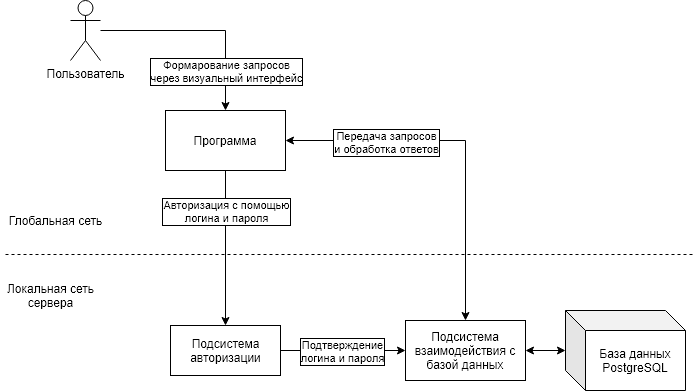 Пользователь
Формирование запросов
через визуальный интерфейс
Программа
Передача запросов
и обработка ответов
Авторизация с помощью
логина и пароля
Глобальная сеть
Локальная сеть
сервера
Подсистема
авторизации
Подтверждение
логина и пароля
Подсистема
взаимодействия с
базой данных
База данных
PostgreSQL